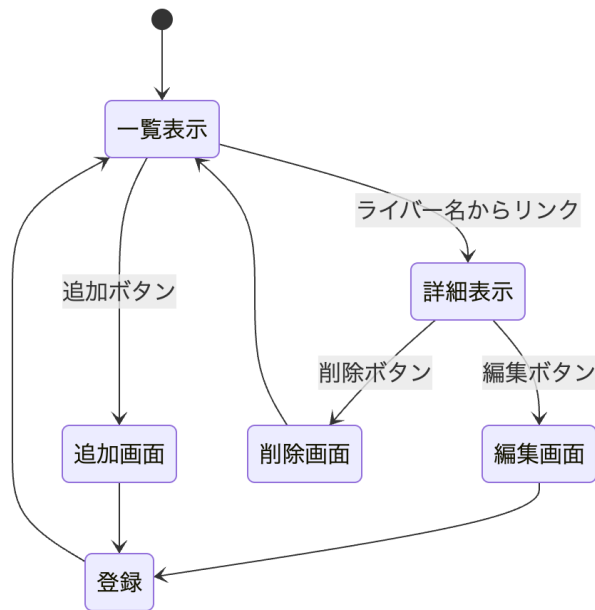 一覧表示
ライバー名からリンク
追加ボタン
詳細表示
削除ボタン
編集ボタン
追加画面
削除画面
編集画面
登録